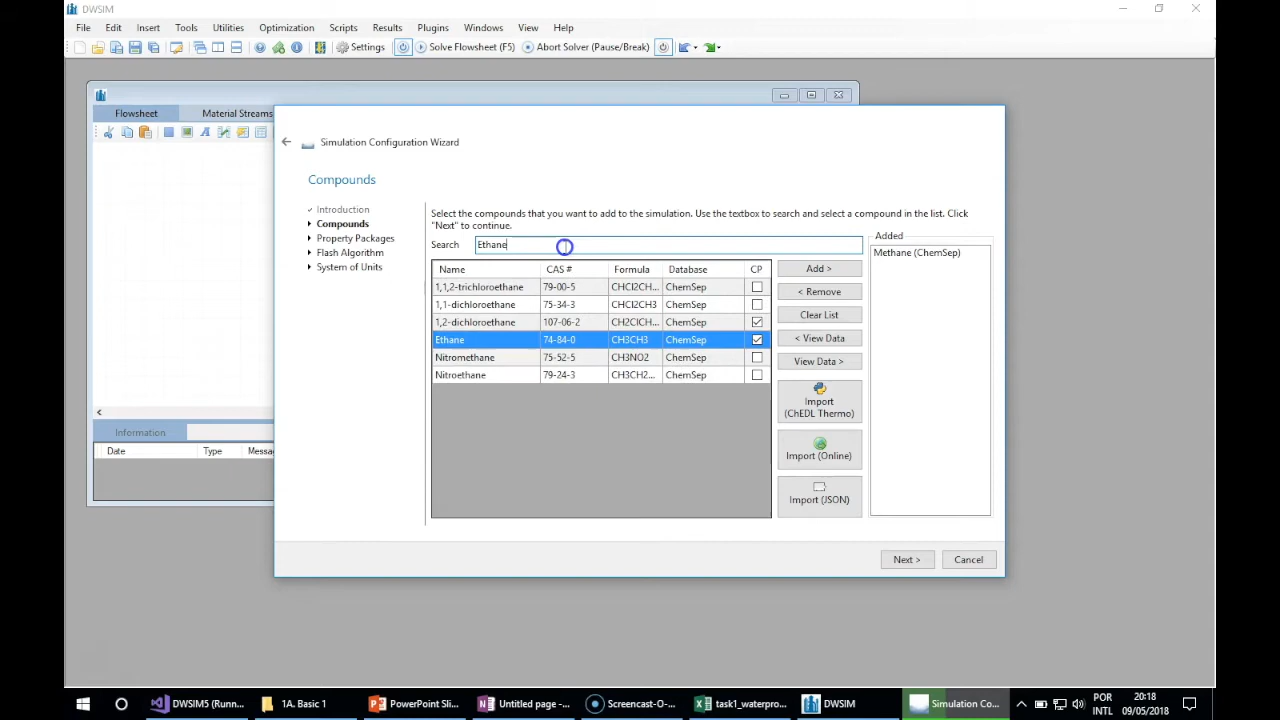 DWSIM
File Edit Insert Tools Utilities Optimization Scripts Results Plugins Windows View Help
Settings Solve Flowsheet (F5) Abort Solver (Pause/Break)
Flowsheet Material Streams
Simulation Configuration Wizard
Compounds
Introduction
Compounds
Property Packages
Flash Algorithm
System of Units
Select the compounds that you want to add to the simulation. Use the textbox to search and select a compound in the list. Click
"Next" to continue.
Search Ethane
Added
Methane (ChemSep)
Name CAS # Formula Database CP
1,1,2-trichloroethane 79-00-5 CHCl2CH... ChemSep
1,1-dichloroethane 75-34-3 CHCl2CH3 ChemSep
1,2-dichloroethane 107-06-2 CH2ClCH... ChemSep
Ethane 74-84-0 CH3CH3 ChemSep
Nitromethane 75-52-5 CH3NO2 ChemSep
Nitroethane 79-24-3 CH3CH2... ChemSep
Add >
< Remove
Clear List
< View Data
View Data >
Import
(ChEDL Thermo)
Import (Online)
Import (JSON)
Information
Date Type Messa
Next > Cancel
DWSIM5 (Runn... 1A. Basic 1 PowerPoint Sli... Untitled page -... Screencast-O-... task1_waterpro... DWSIM Simulation Co...
POR
INTL
20:18
09/05/2018